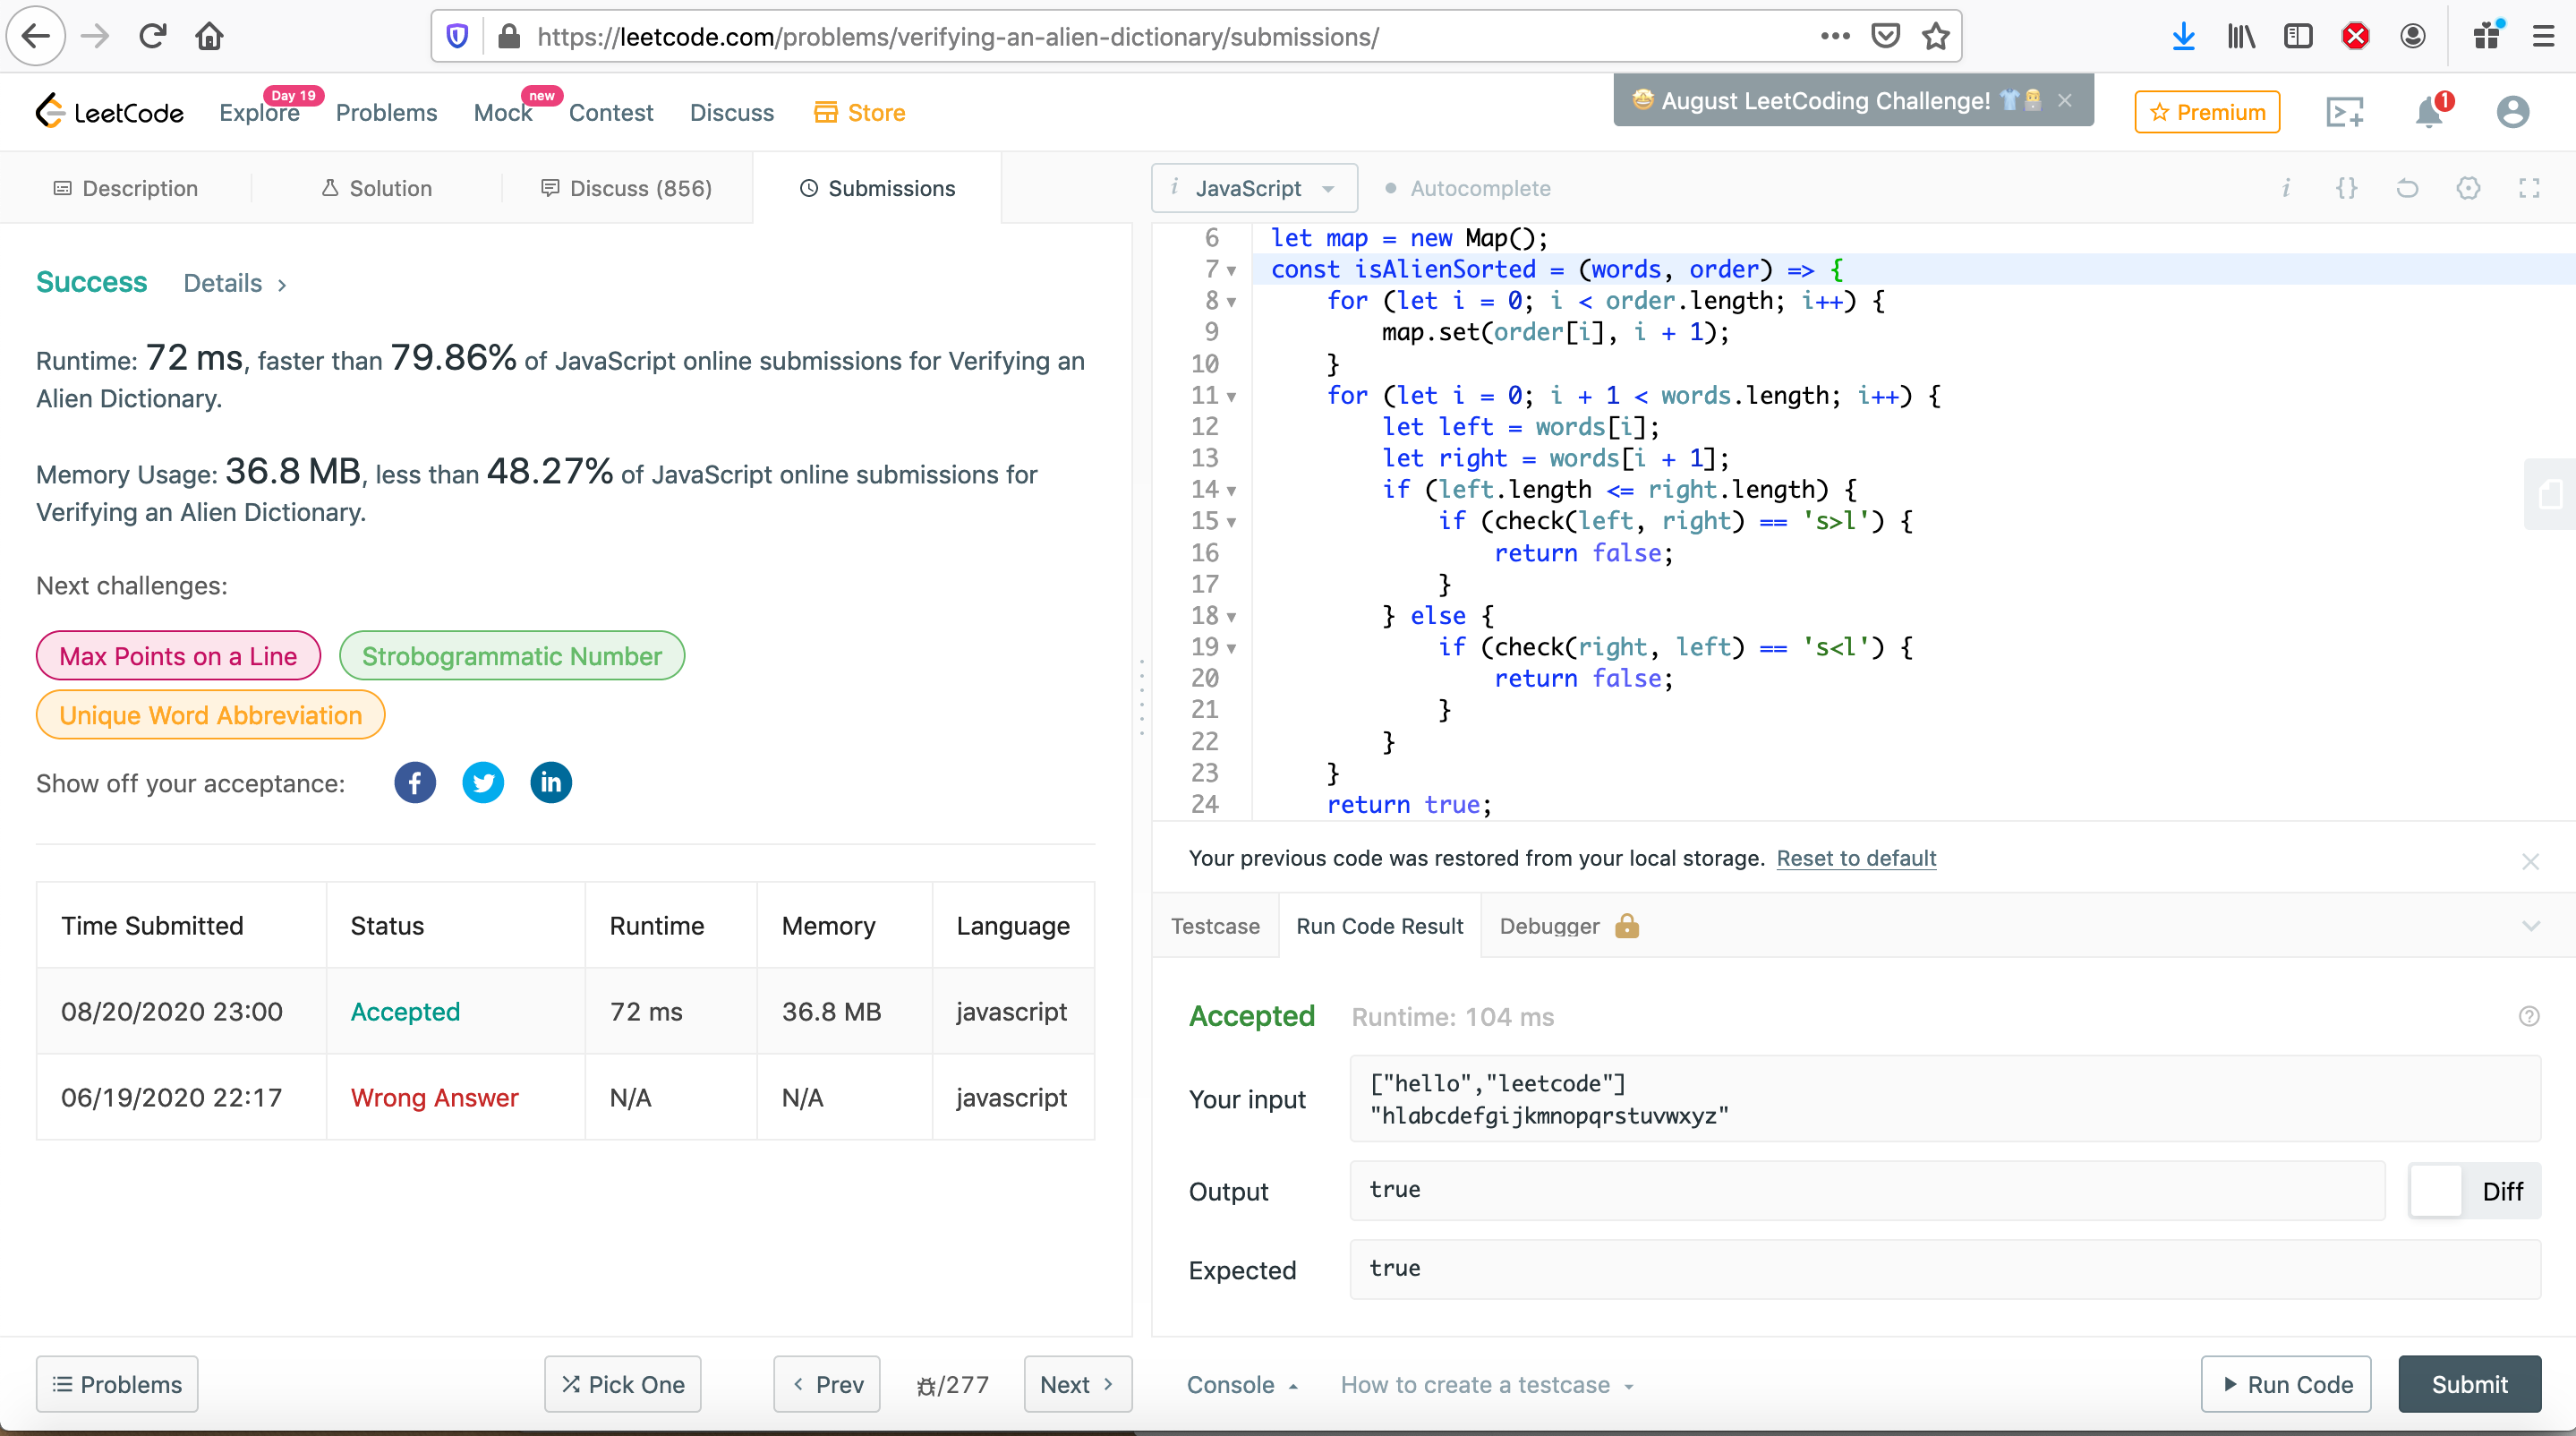 https://leetcode.com/problems/verifying-an-alien-dictionary/submissions/
LeetCode
Explore
Day 19
Problems
Mock
new
Contest
Discuss
Store
August LeetCoding Challenge!
Premium
1
Description
Solution
Discuss (856)
Submissions
Success
Details
Runtime: 72 ms, faster than 79.86% of JavaScript online submissions for Verifying an
Alien Dictionary.
Memory Usage: 36.8 MB, less than 48.27% of JavaScript online submissions for
Verifying an Alien Dictionary.
Next challenges:
Max Points on a Line
Strobogrammatic Number
Unique Word Abbreviation
Show off your acceptance:
Time Submitted Status Runtime Memory Language
08/20/2020 23:00 Accepted 72 ms 36.8 MB javascript
06/19/2020 22:17 Wrong Answer N/A N/A javascript
Problems
Pick One
Prev
/277
Next
i JavaScript
Autocomplete
i {}
6 let map = new Map();
7 const isAlienSorted = (words, order) => {
8 for (let i = 0; i < order.length; i++) {
9 map.set(order[i], i + 1);
10 }
11 for (let i = 0; i + 1 < words.length; i++) {
12 let left = words[i];
13 let right = words[i + 1];
14 if (left.length <= right.length) {
15 if (check(left, right) == 's>l') {
16 return false;
17 }
18 } else {
19 if (check(right, left) == 's<l') {
20 return false;
21 }
22 }
23 }
24 return true;
Your previous code was restored from your local storage. Reset to default
Testcase
Run Code Result
Debugger
Accepted Runtime: 104 ms
Your input
["hello","leetcode"]
"hlabcdefgijkmnopqrstuvwxyz"
Output
true
Diff
Expected
true
Console
How to create a testcase
Run Code
Submit